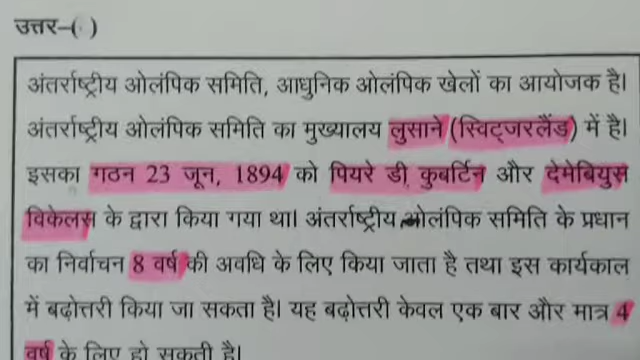 उत्तर–( )
अंतर्राष्ट्रीय ओलंपिक समिति, आधुनिक ओलंपिक खेलों का आयोजक है।
अंतर्राष्ट्रीय ओलंपिक समिति का मुख्यालय लुसाने (स्विट्जरलैंड) में है।
इसका गठन 23 जून, 1894 को पियरे डी कुबर्टिन और देमेबियुस
विकेलस के द्वारा किया गया था। अंतर्राष्ट्रीय ओलंपिक समिति के प्रधान
का निर्वाचन 8 वर्ष की अवधि के लिए किया जाता है तथा इस कार्यकाल
में बढ़ोत्तरी किया जा सकता है। यह बढ़ोत्तरी केवल एक बार और मात्र 4
वर्ष के लिए हो सकती है।